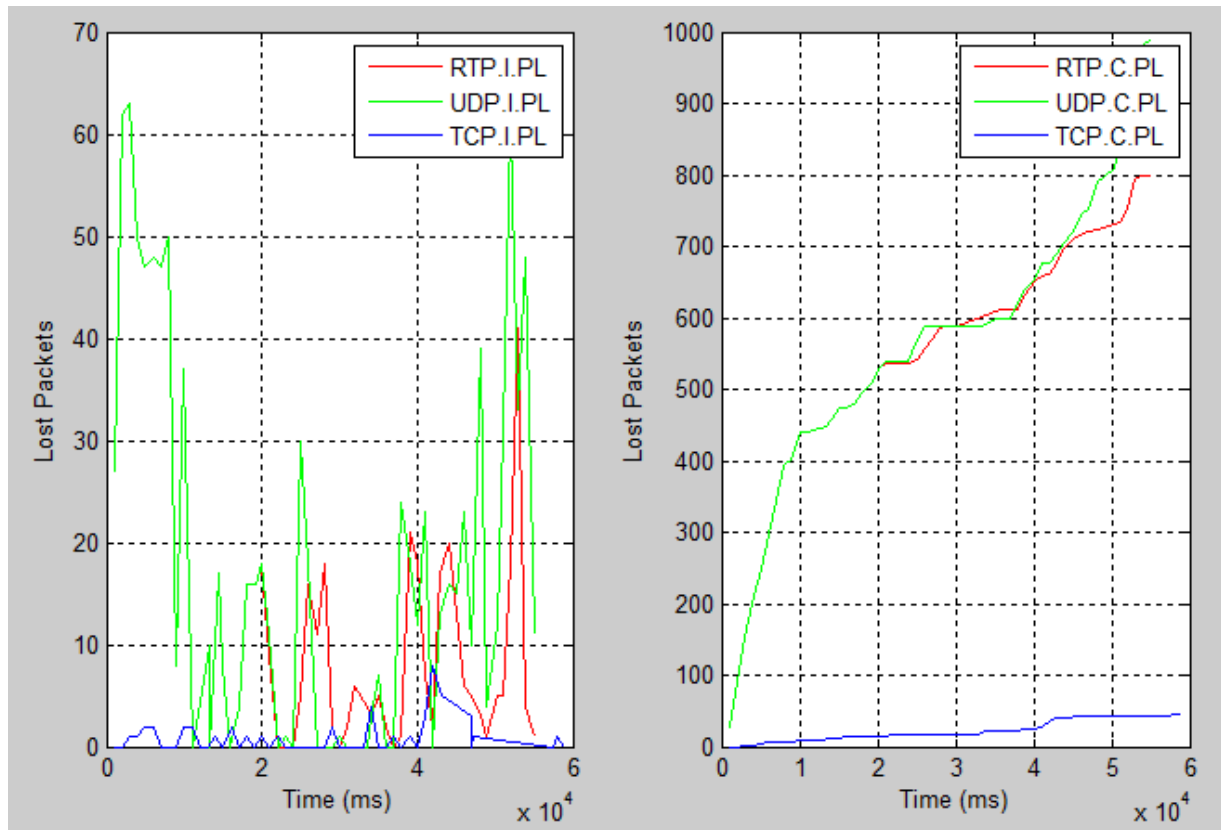 70
60
50
40
30
20
10
0
Lost Packets
RTP.I.PL
UDP.I.PL
TCP.I.PL
0
2
4
6
Time (ms)
x 10^4
1000
900
800
700
600
500
400
300
200
100
0
Lost Packets
RTP.C.PL
UDP.C.PL
TCP.C.PL
0
1
2
3
4
5
6
Time (ms)
x 10^4